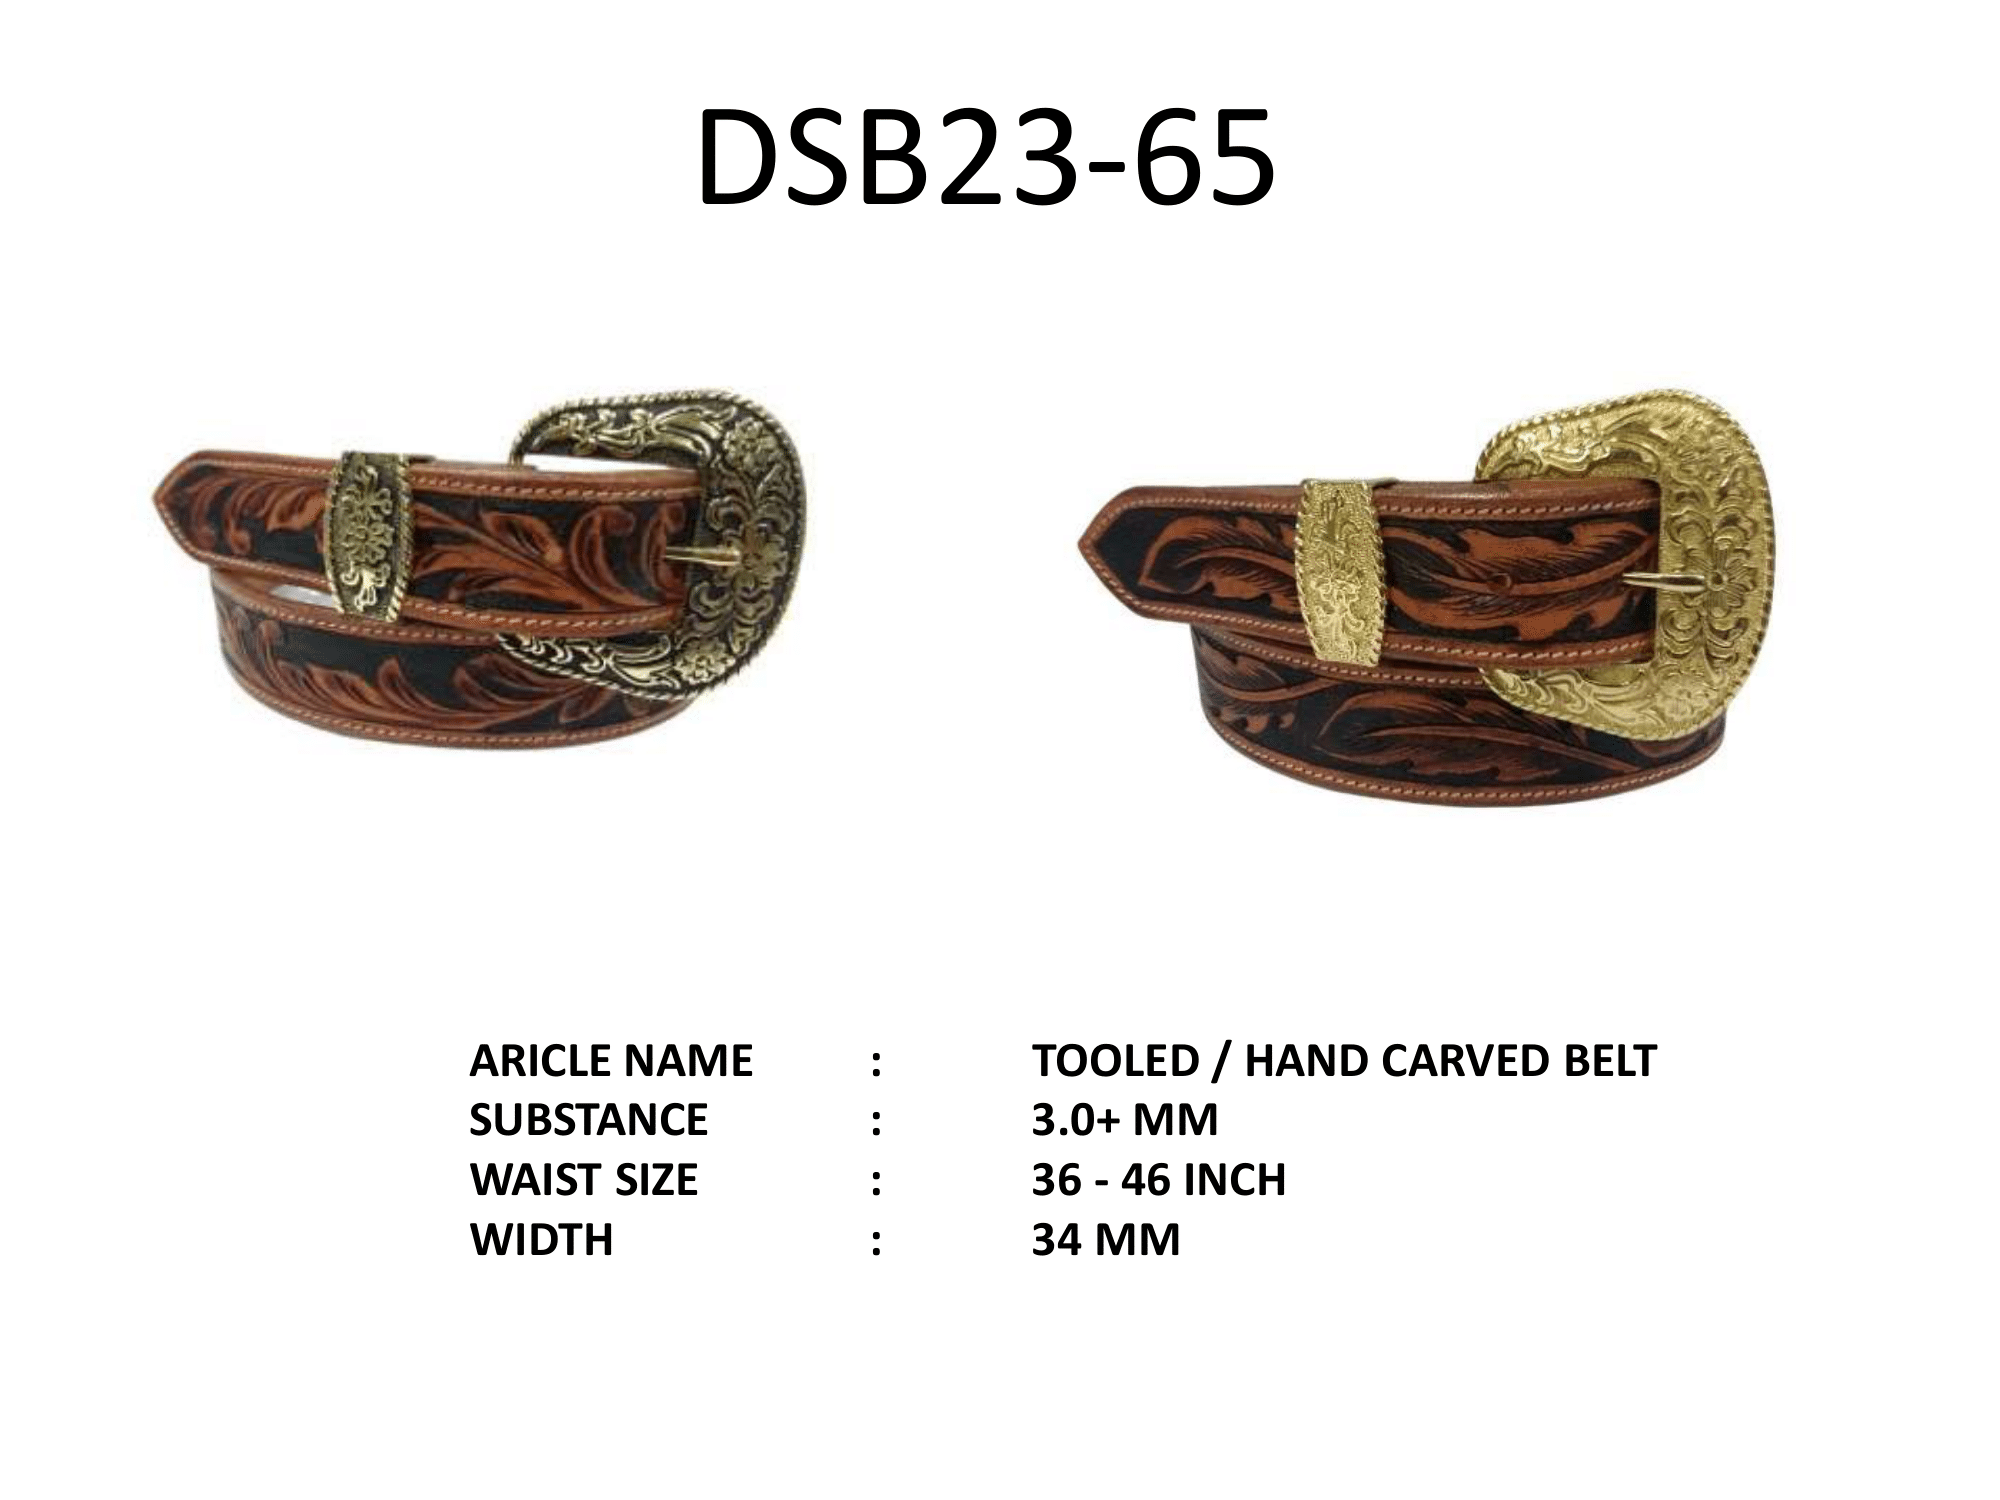 DSB23-65
ARICLE NAME : TOOLED / HAND CARVED BELT
SUBSTANCE : 3.0+ MM
WAIST SIZE : 36 - 46 INCH
WIDTH : 34 MM